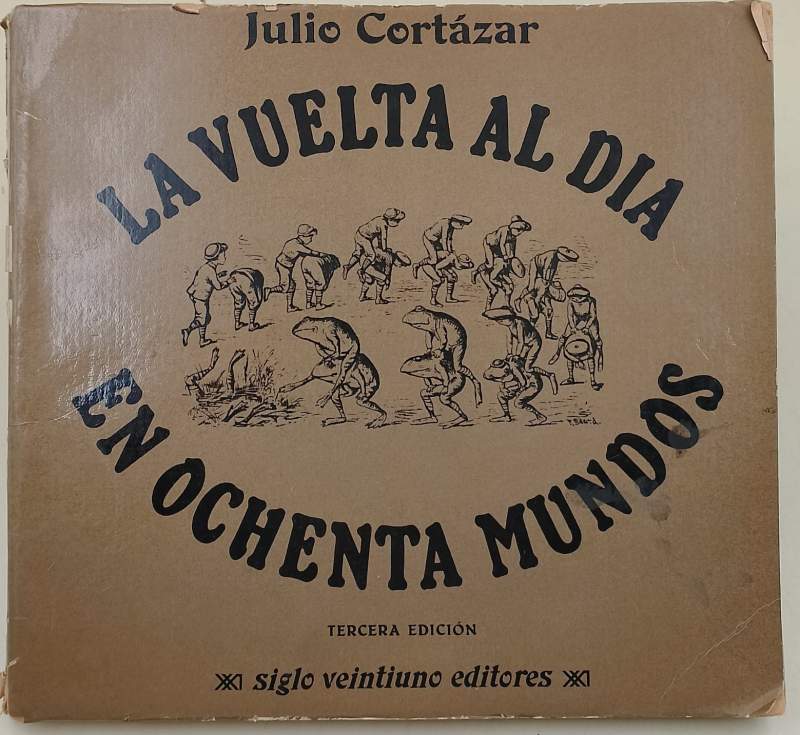 Julio Cortázar
LA VUELTA AL DIA
EN OCHENTA MUNDOS
TERCERA EDICIÓN
siglo veintiuno editores